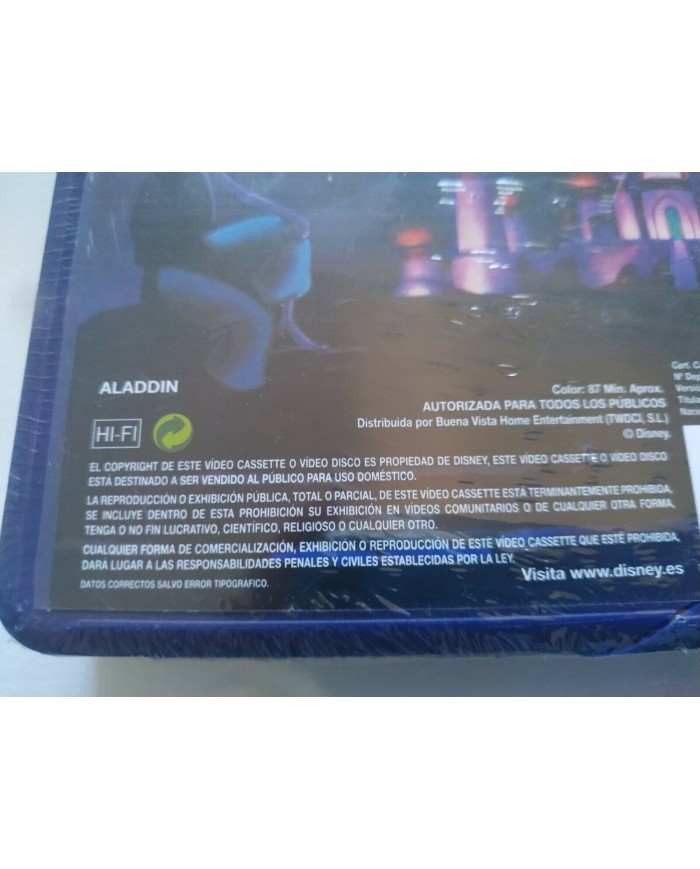 ALADDIN
HI-FI
Color: 87 Min. Aprox.
AUTORIZADA PARA TODOS LOS PÚBLICOS
Distribuida por Buena Vista Home Entertainment (TWDCI, S.L.)
© Disney.
Cert. C
Nº Dep
Versi
Titula
Nacio
EL COPYRIGHT DE ESTE VÍDEO CASSETTE O VÍDEO DISCO ES PROPIEDAD DE DISNEY, ESTE VÍDEO CASSETTE O VÍDEO DISCO
ESTÁ DESTINADO A SER VENDIDO AL PÚBLICO PARA USO DOMÉSTICO.
LA REPRODUCCIÓN O EXHIBICIÓN PÚBLICA, TOTAL O PARCIAL, DE ESTE VÍDEO CASSETTE ESTÁ TERMINANTEMENTE PROHIBIDA,
SE INCLUYE DENTRO DE ESTA PROHIBICIÓN SU EXHIBICIÓN EN VÍDEOS COMUNITARIOS O DE CUALQUIER OTRA FORMA,
TENGA O NO FIN LUCRATIVO, CIENTÍFICO, RELIGIOSO O CUALQUIER OTRO.
CUALQUIER FORMA DE COMERCIALIZACIÓN, EXHIBICIÓN O REPRODUCCIÓN DE ESTE VÍDEO CASSETTE QUE ESTÉ PROHIBIDA,
DARÁ LUGAR A LAS RESPONSABILIDADES PENALES Y CIVILES ESTABLECIDAS POR LA LEY.
Visita www.disney.es
DATOS CORRECTOS SALVO ERROR TIPOGRÁFICO.